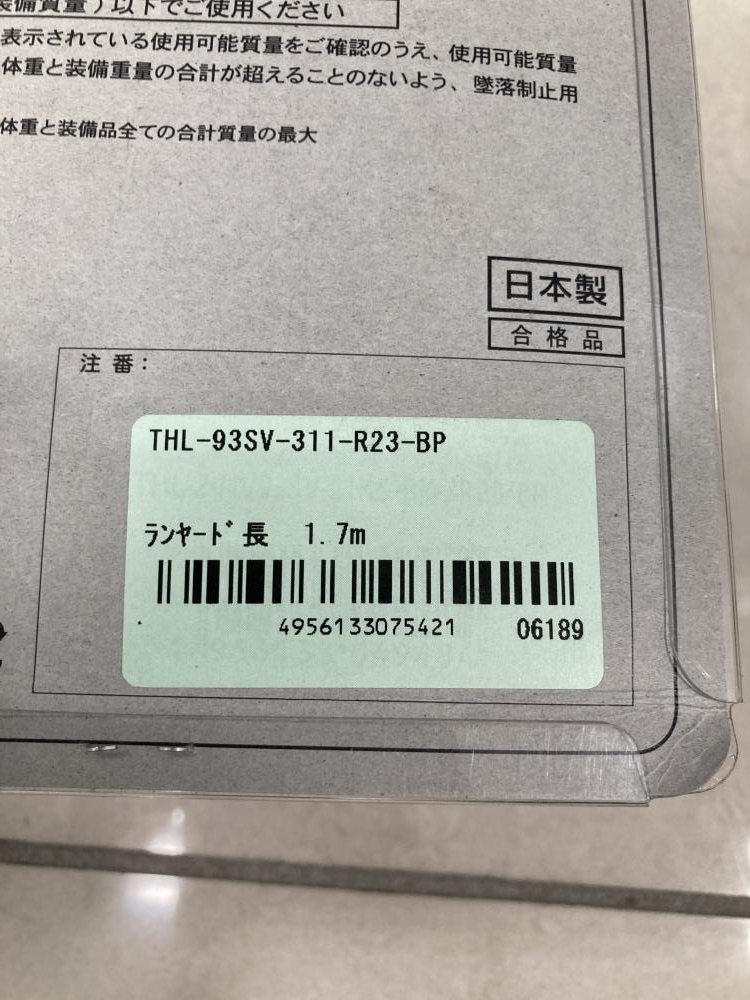 装備質量）以下でご使用ください
表示されている使用可能質量をご確認のうえ、使用可能質量
体重と装備重量の合計が超えることのないよう、墜落制止用
体重と装備品全ての合計質量の最大
日本製
合格品
注番：
THL-93SV-311-R23-BP
ﾗﾝﾔｰﾄﾞ長 1.7m
4956133075421 06189